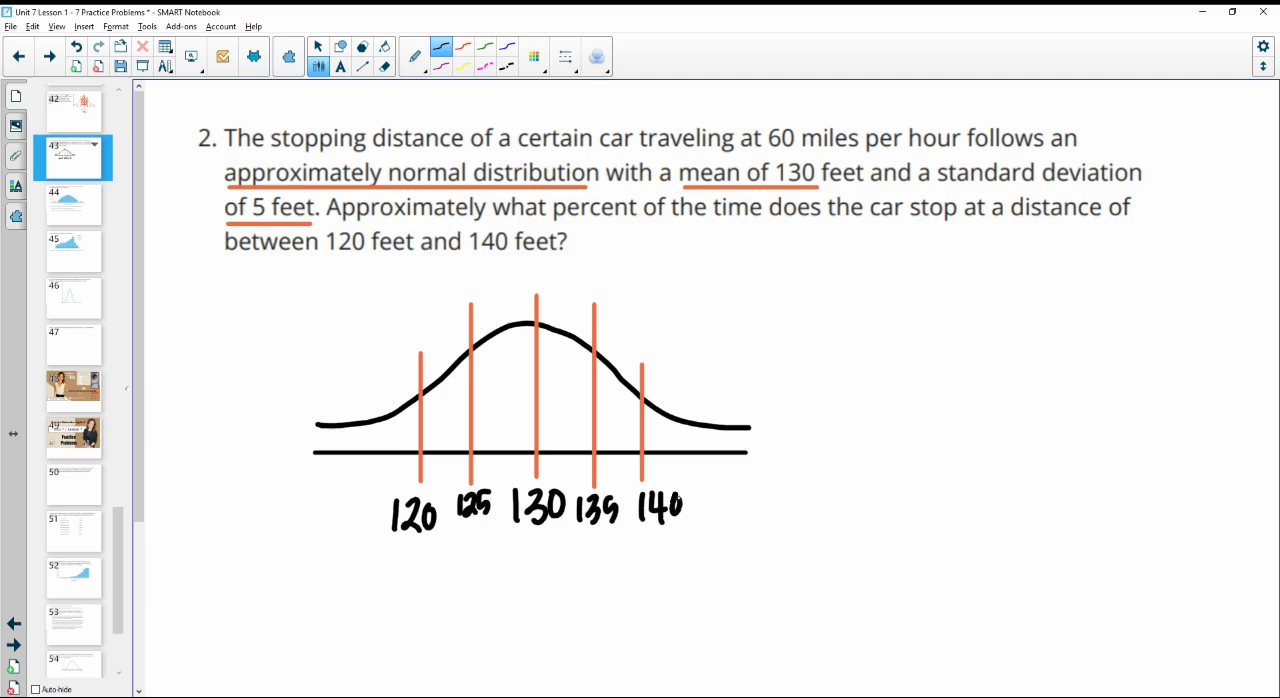 Unit 7 Lesson 1 - 7 Practice Problems * - SMART Notebook
File Edit View Insert Format Tools Add-ons Account Help
42
43
44
45
46
47
49
50
51
52
53
54
Auto-hide
2. The stopping distance of a certain car traveling at 60 miles per hour follows an
approximately normal distribution with a mean of 130 feet and a standard deviation
of 5 feet. Approximately what percent of the time does the car stop at a distance of
between 120 feet and 140 feet?
120 125 130 135 140